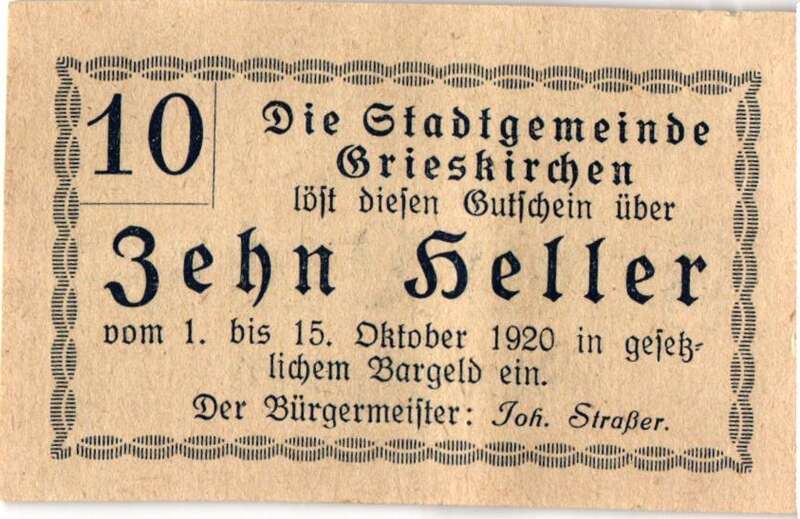 10
Die Stadtgemeinde
Grieskirchen
löst diesen Gutschein über
Zehn Heller
vom 1. bis 15. Oktober 1920 in gesetz-
lichem Bargeld ein.
Der Bürgermeister: Joh. Straßer.